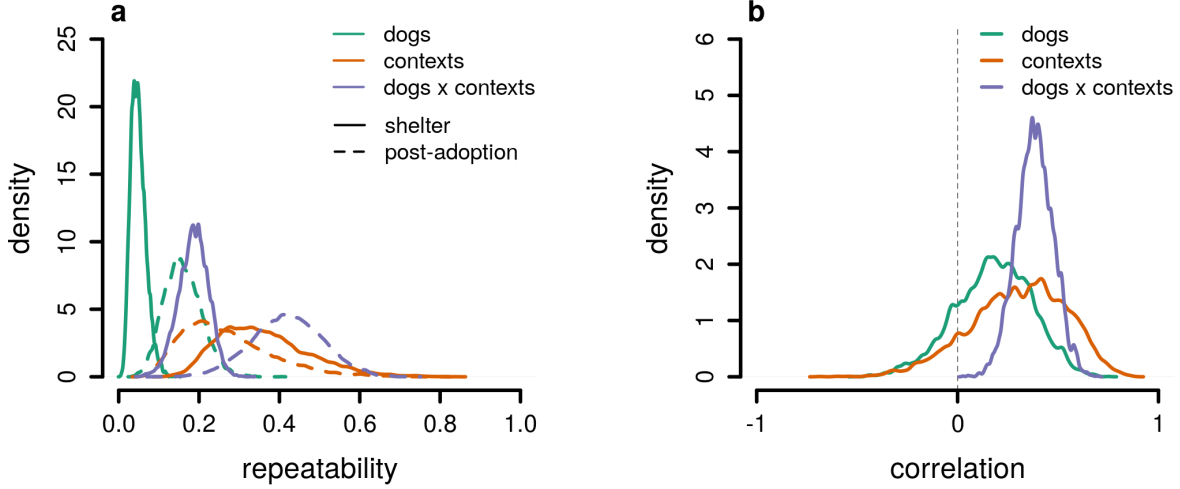 a
25
20
15
10
5
0
density
dogs
contexts
dogs x contexts
shelter
post-adoption
0.0 0.2 0.4 0.6 0.8 1.0
repeatability
b
6
5
4
3
2
1
0
density
dogs
contexts
dogs x contexts
-1 0 1
correlation